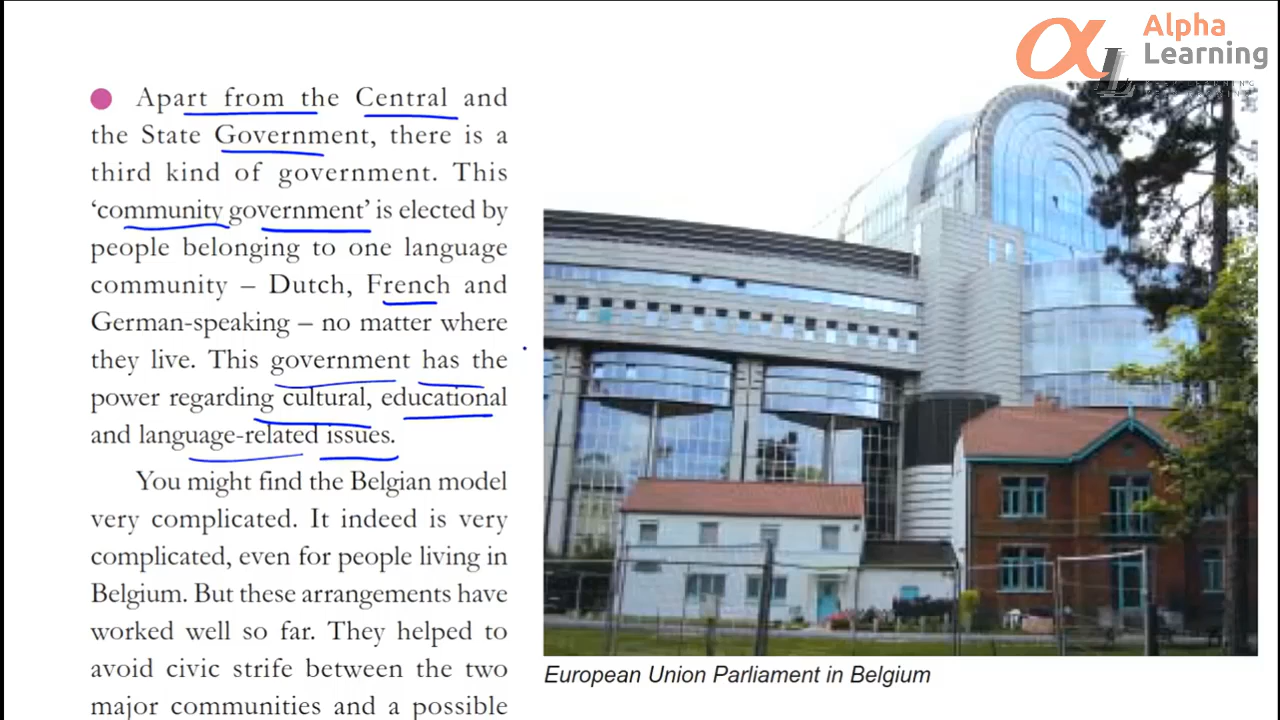 Alpha
Learning
Apart from the Central and
the State Government, there is a
third kind of government. This
‘community government’ is elected by
people belonging to one language
community – Dutch, French and
German-speaking – no matter where
they live. This government has the
power regarding cultural, educational
and language-related issues.
You might find the Belgian model
very complicated. It indeed is very
complicated, even for people living in
Belgium. But these arrangements have
worked well so far. They helped to
avoid civic strife between the two
major communities and a possible
European Union Parliament in Belgium